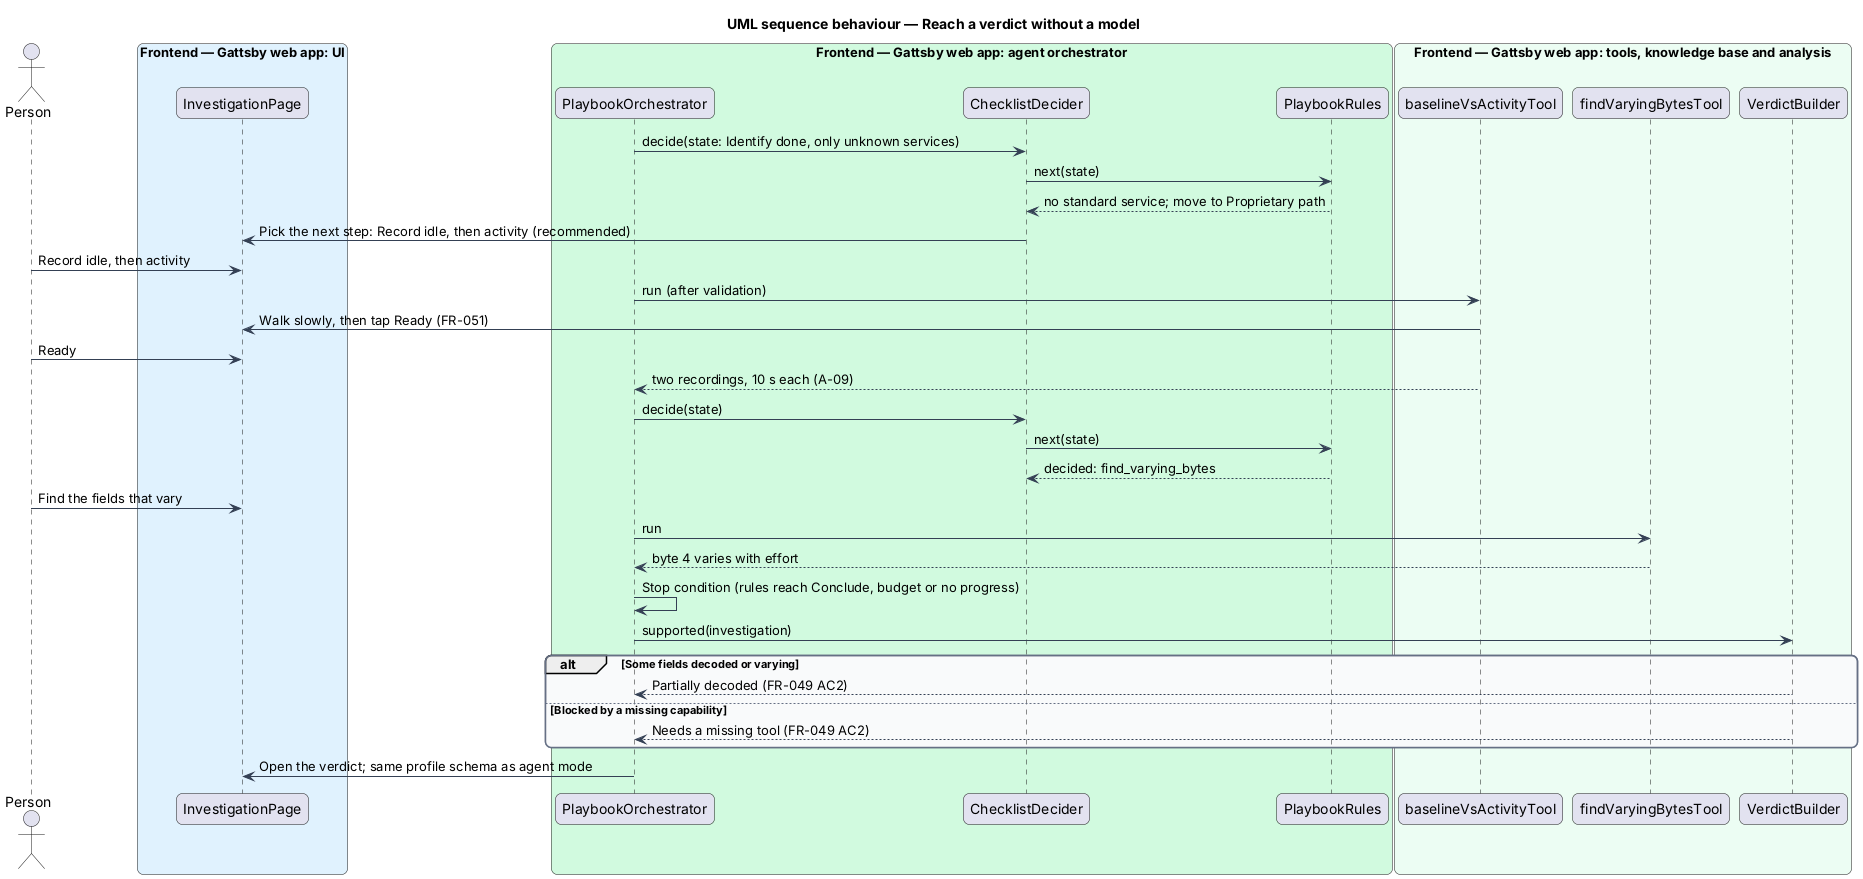 UML sequence behaviour — Reach a verdict without a model
Frontend — Gattsby web app: UI
Frontend — Gattsby web app: agent orchestrator
Frontend — Gattsby web app: tools, knowledge base and analysis
Person
InvestigationPage
PlaybookOrchestrator
ChecklistDecider
PlaybookRules
baselineVsActivityTool
findVaryingBytesTool
VerdictBuilder
decide(state: Identify done, only unknown services)
next(state)
no standard service; move to Proprietary path
Pick the next step: Record idle, then activity (recommended)
Record idle, then activity
run (after validation)
Walk slowly, then tap Ready (FR-051)
Ready
two recordings, 10 s each (A-09)
decide(state)
next(state)
decided: find_varying_bytes
Find the fields that vary
run
byte 4 varies with effort
Stop condition (rules reach Conclude, budget or no progress)
supported(investigation)
alt
[Some fields decoded or varying]
Partially decoded (FR-049 AC2)
[Blocked by a missing capability]
Needs a missing tool (FR-049 AC2)
Open the verdict; same profile schema as agent mode
Person
InvestigationPage
PlaybookOrchestrator
ChecklistDecider
PlaybookRules
baselineVsActivityTool
findVaryingBytesTool
VerdictBuilder